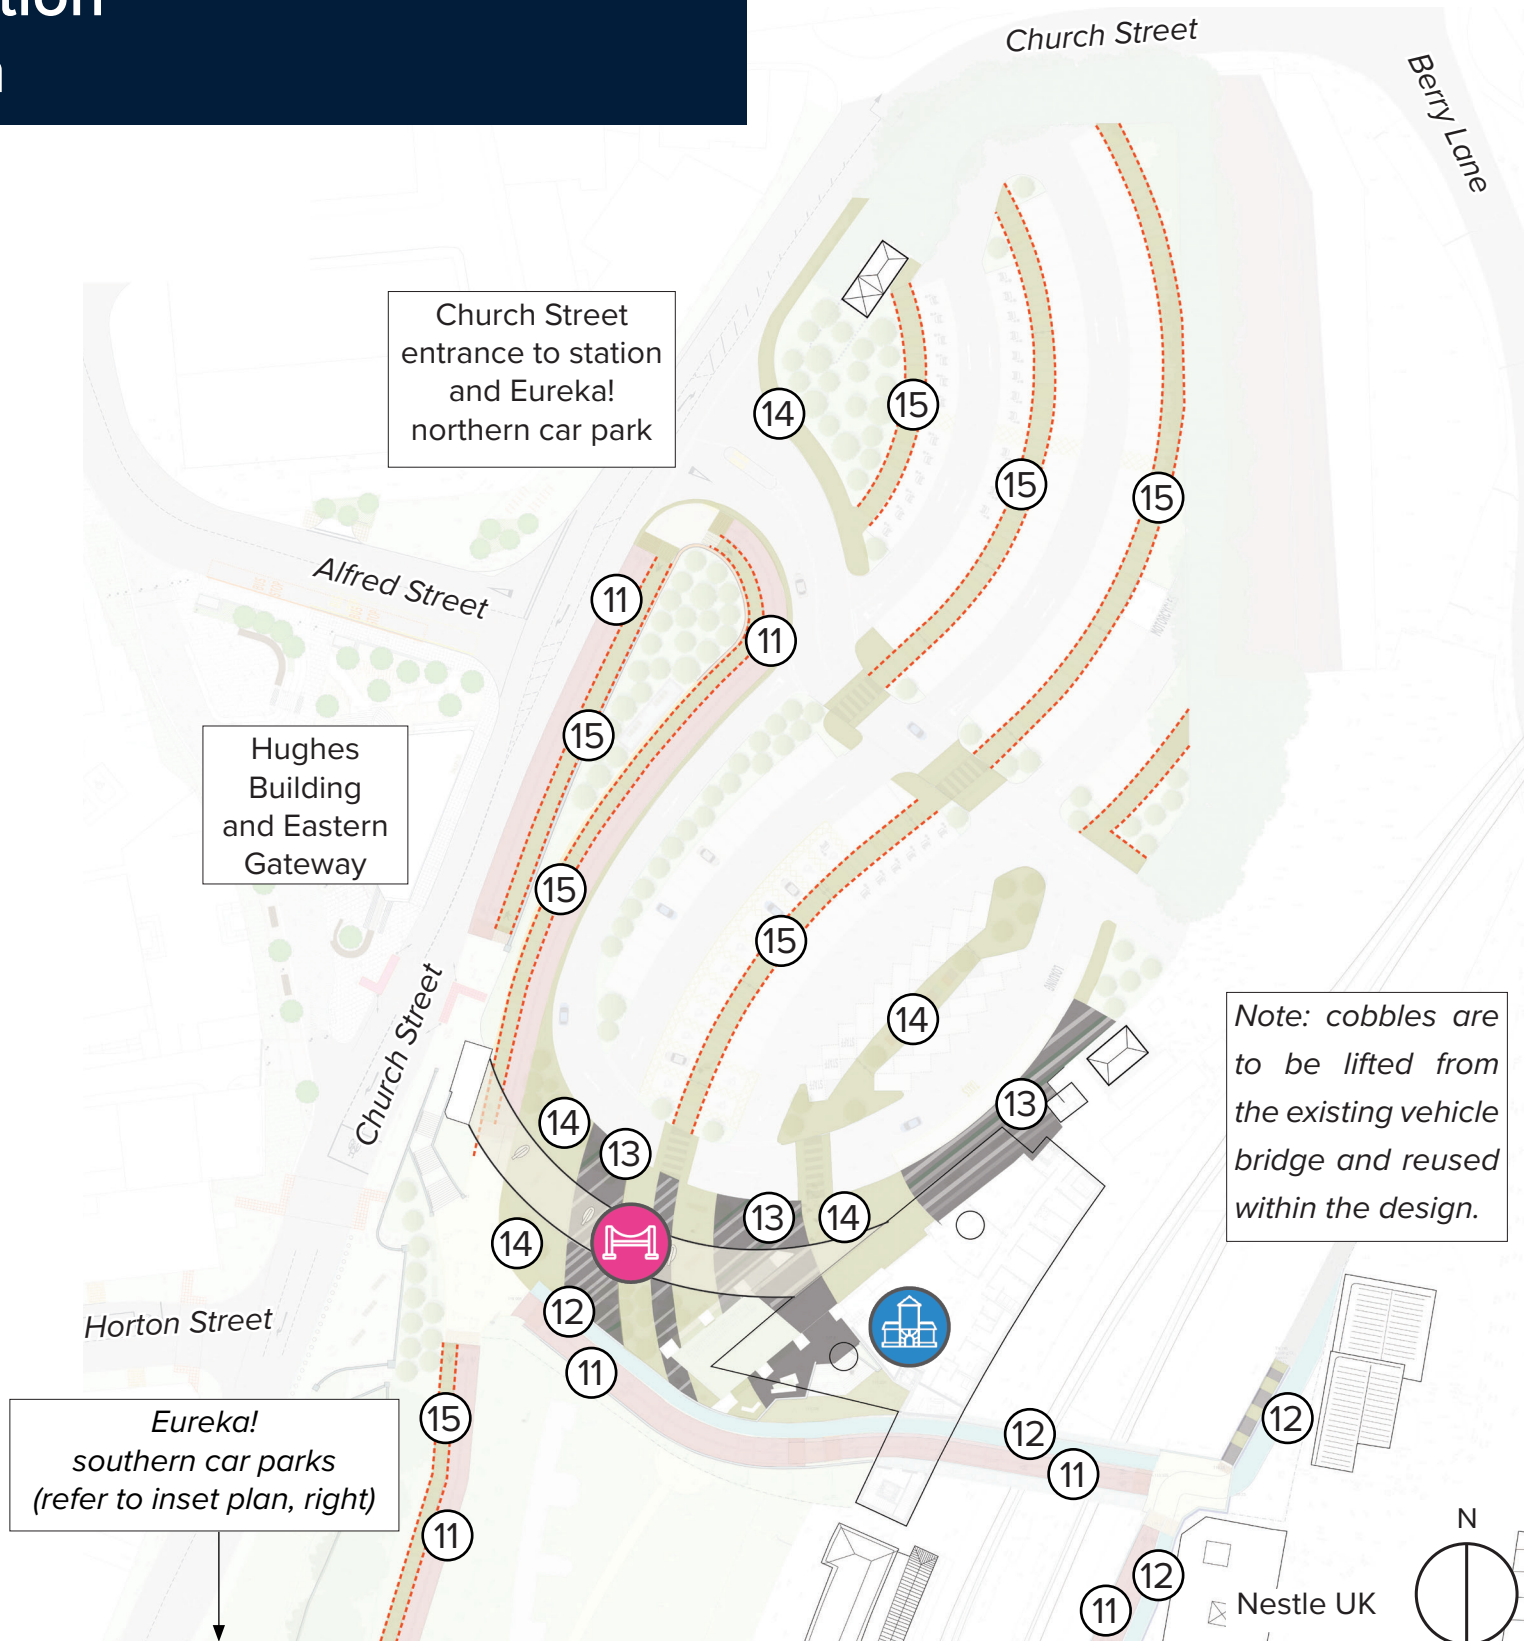 Church Street
Berry Lane
Church Street
entrance to station
and Eureka!
northern car park
14
15
15
15
Alfred Street
11
11
15
Hughes
Building
and Eastern
Gateway
15
15
Church Street
14
Note: cobbles are
to be lifted from
the existing vehicle
bridge and reused
within the design.
13
14
13
13
14
14
12
Horton Street
11
15
12
12
11
Eureka!
southern car parks
(refer to inset plan, right)
11
N
12
11
Nestle UK